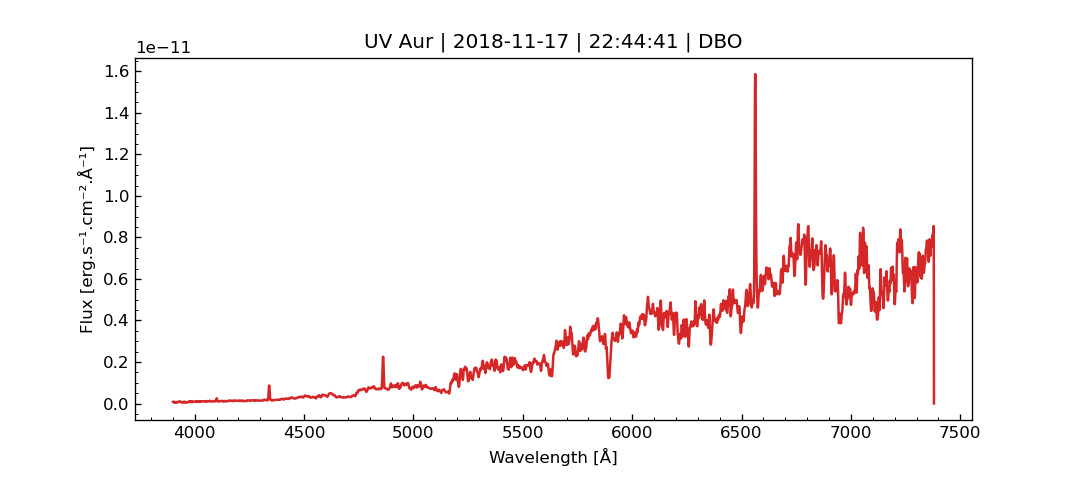 UV Aur | 2018-11-17 | 22:44:41 | DBO
1e−11
1.6
1.4
1.2
1.0
0.8
0.6
0.4
0.2
0.0
Flux [erg.s⁻¹.cm⁻².Å⁻¹]
4000 4500 5000 5500 6000 6500 7000 7500
Wavelength [Å]